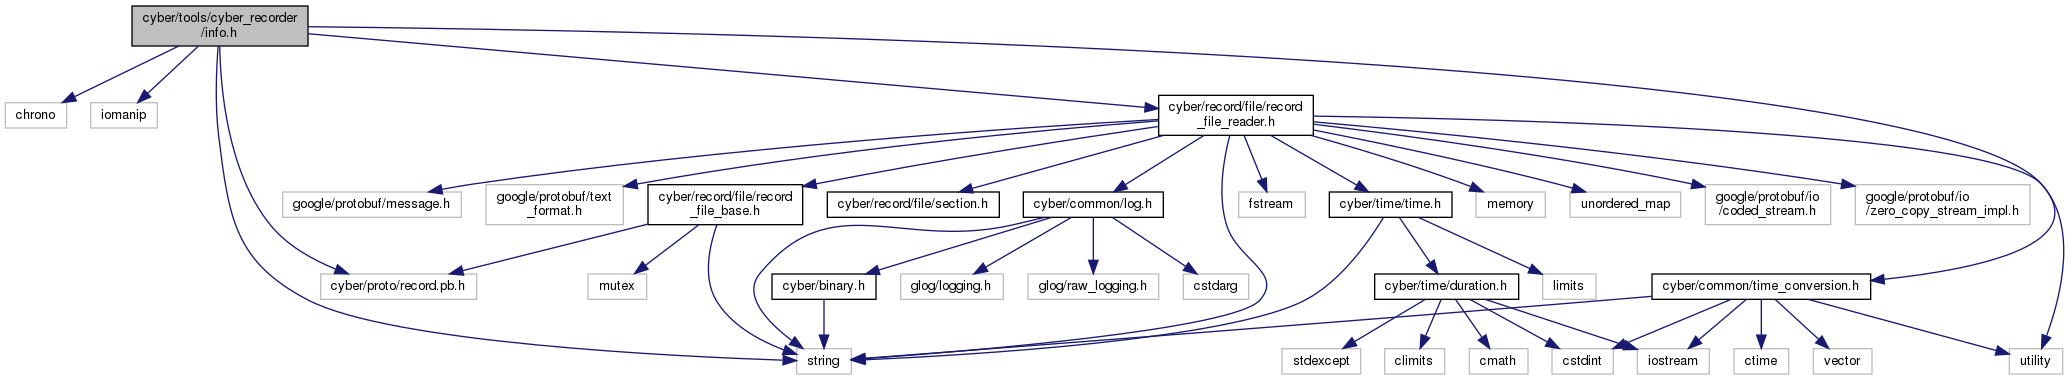 cyber/tools/cyber_recorder
/info.h
chrono
iomanip
cyber/record/file/record
_file_reader.h
google/protobuf/message.h
google/protobuf/text
_format.h
cyber/record/file/record
_file_base.h
cyber/record/file/section.h
cyber/common/log.h
fstream
cyber/time/time.h
memory
unordered_map
google/protobuf/io
/coded_stream.h
google/protobuf/io
/zero_copy_stream_impl.h
cyber/proto/record.pb.h
mutex
cyber/binary.h
glog/logging.h
glog/raw_logging.h
cstdarg
cyber/time/duration.h
limits
cyber/common/time_conversion.h
string
stdexcept
climits
cmath
cstdint
iostream
ctime
vector
utility